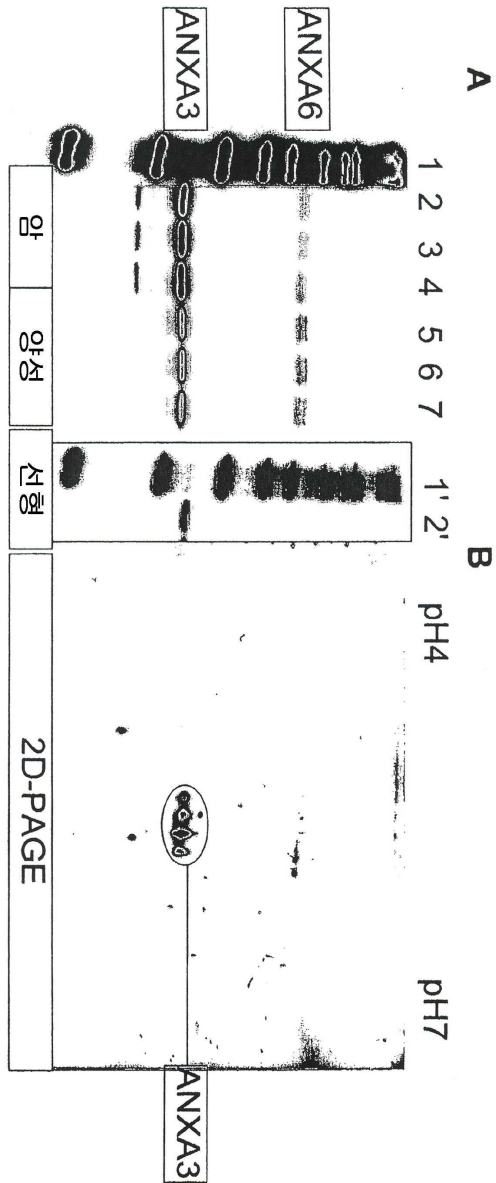 A B
1 2 3 4 5 6 7 1' 2' pH4 pH7
ANXA6
ANXA3 ANXA3
암 양성 선형 2D-PAGE